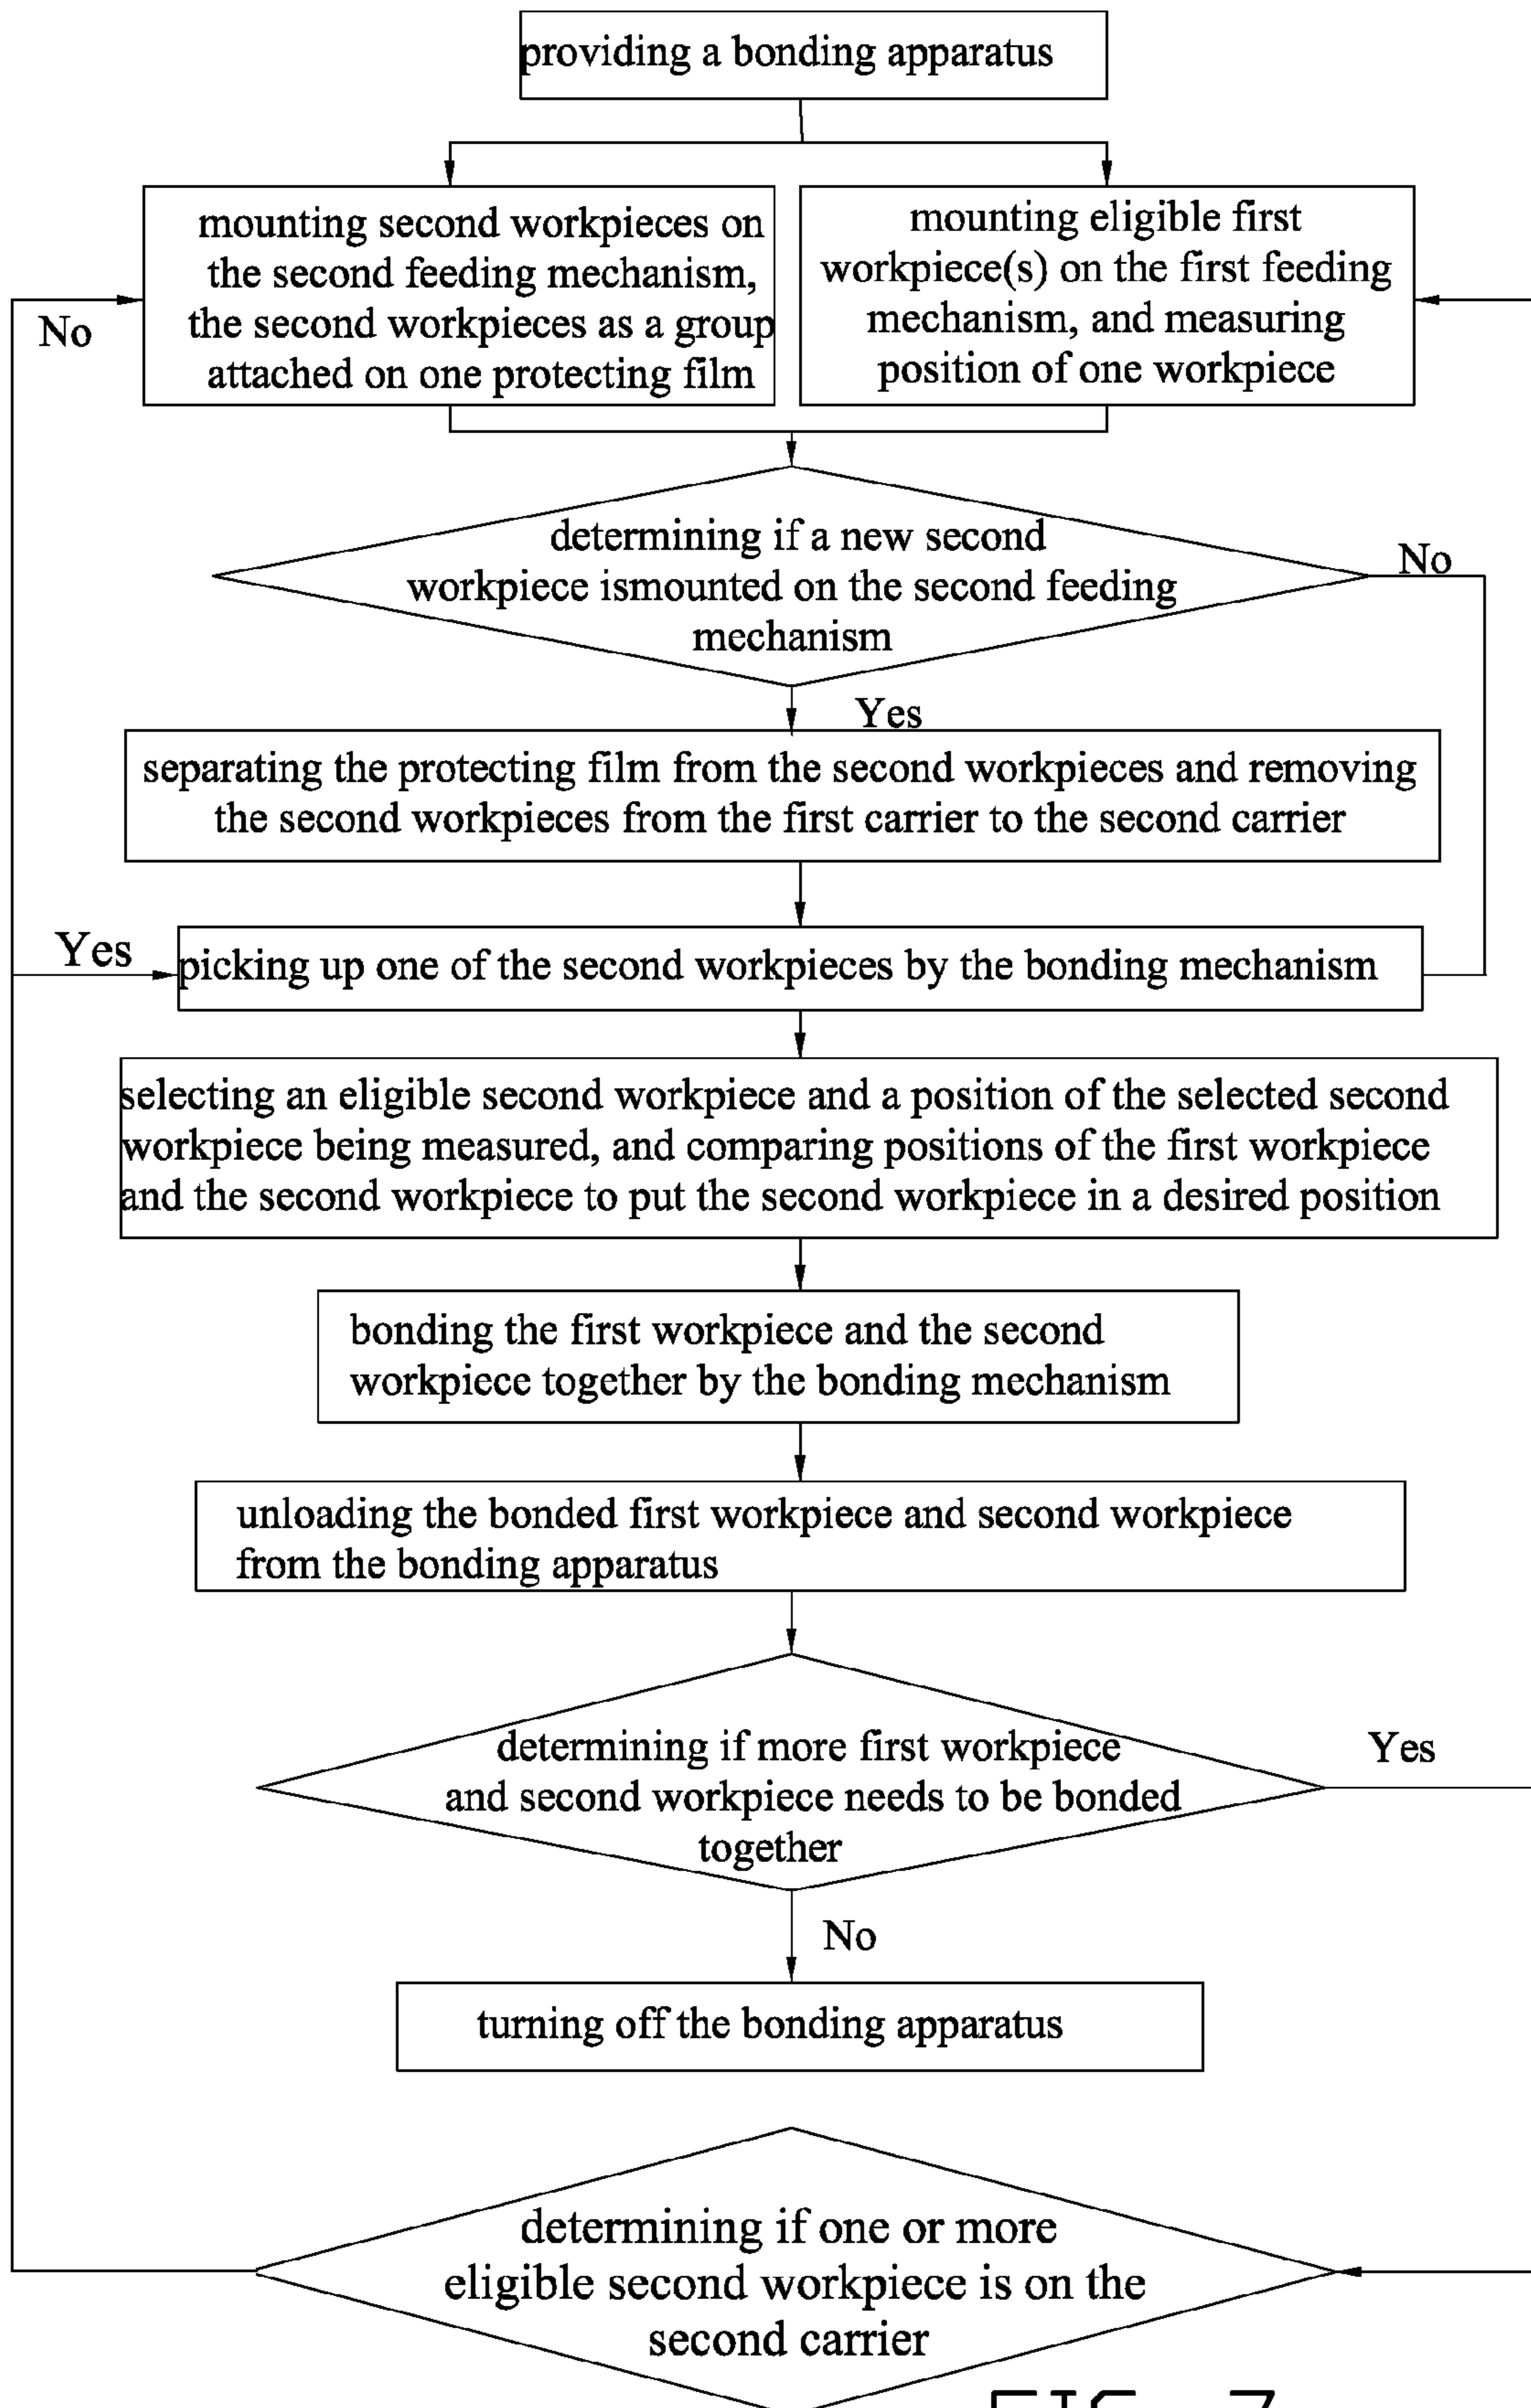 providing a bonding apparatus
mounting second workpieces on
the second feeding mechanism,
the second workpieces as a group
attached on one protecting film
mounting eligible first
workpiece(s) on the first feeding
mechanism, and measuring
position of one workpiece
No
determining if a new second
workpiece ismounted on the second feeding
mechanism
No
Yes
separating the protecting film from the second workpieces and removing
the second workpieces from the first carrier to the second carrier
Yes
picking up one of the second workpieces by the bonding mechanism
selecting an eligible second workpiece and a position of the selected second
workpiece being measured, and comparing positions of the first workpiece
and the second workpiece to put the second workpiece in a desired position
bonding the first workpiece and the second
workpiece together by the bonding mechanism
unloading the bonded first workpiece and second workpiece
from the bonding apparatus
determining if more first workpiece
and second workpiece needs to be bonded
together
Yes
No
turning off the bonding apparatus
determining if one or more
eligible second workpiece is on the
second carrier